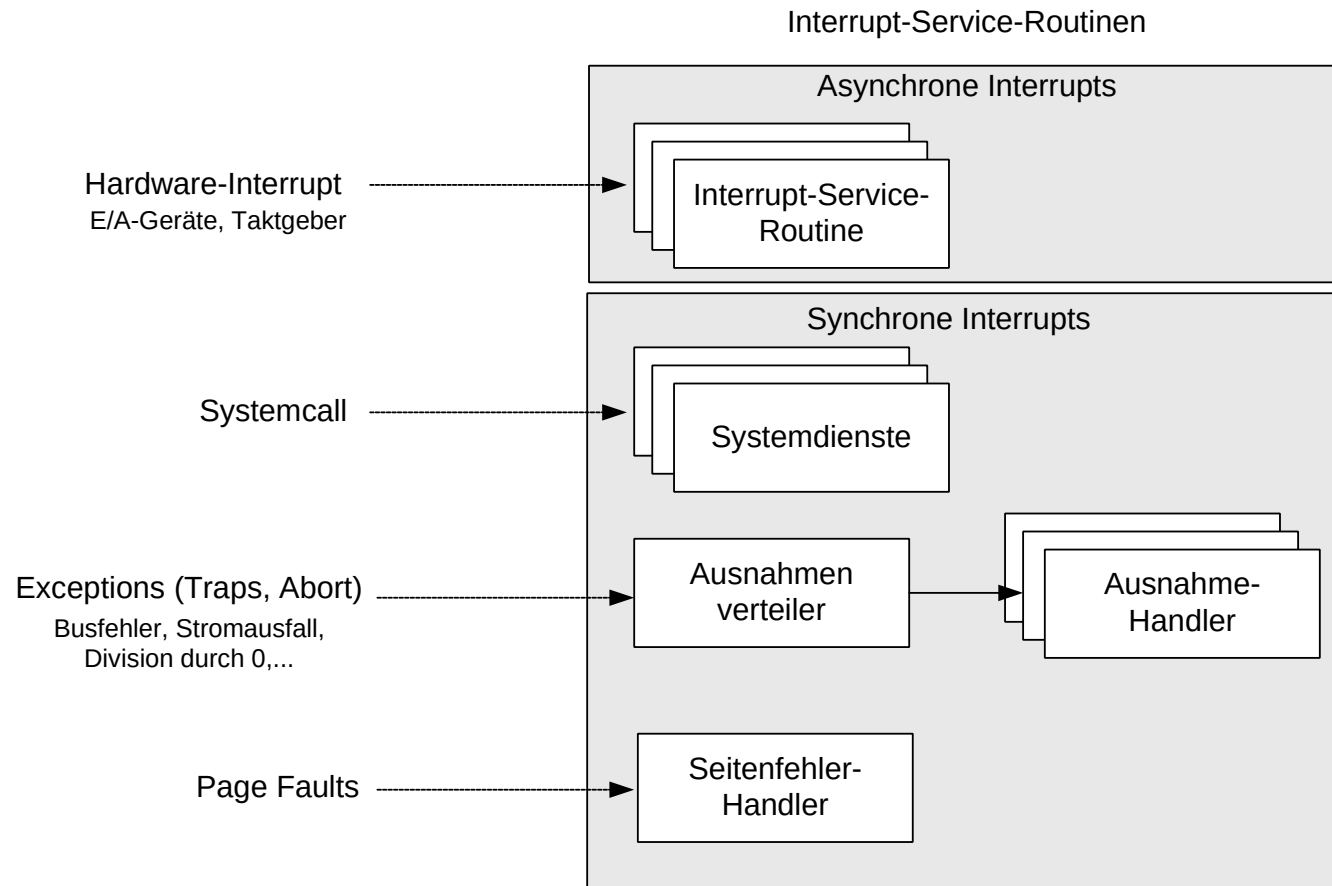 Interrupt-Service-Routinen
Asynchrone Interrupts
Hardware-Interrupt
E/A-Geräte, Taktgeber
Interrupt-Service-
Routine
Synchrone Interrupts
Systemcall
Systemdienste
Exceptions (Traps, Abort)
Busfehler, Stromausfall,
Division durch 0,...
Ausnahmen
verteiler
Ausnahme-
Handler
Page Faults
Seitenfehler-
Handler